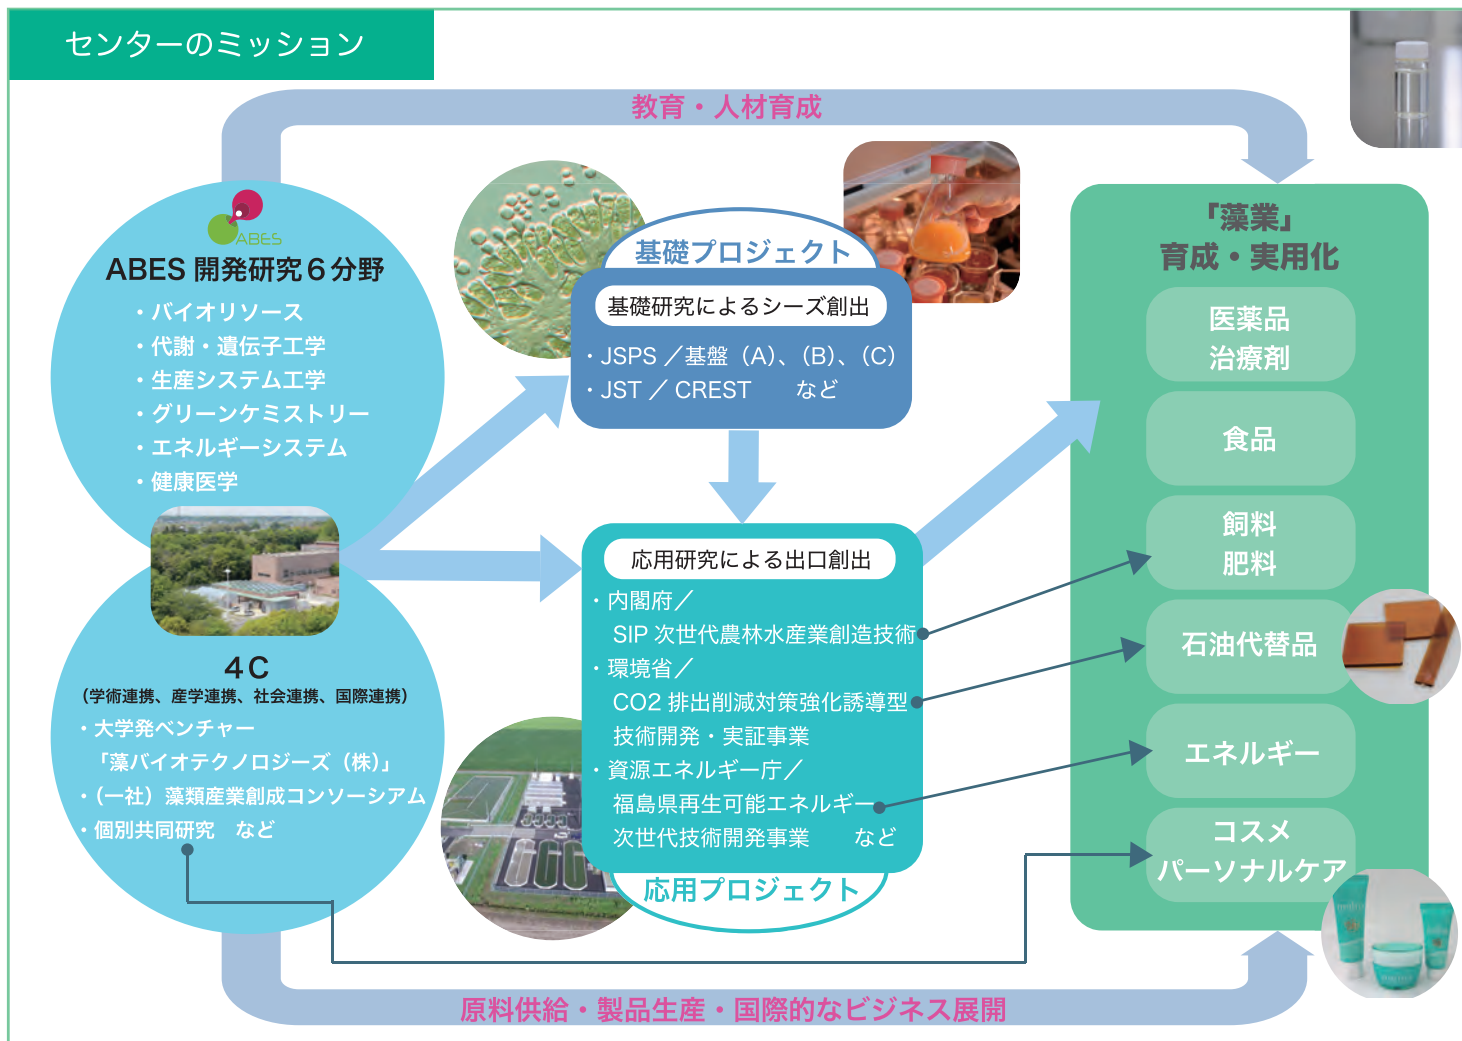 センターのミッション
教育・人材育成
ABES
ABES 開発研究６分野
・バイオリソース
・代謝・遺伝子工学
・生産システム工学
・グリーンケミストリー
・エネルギーシステム
・健康医学
４C
（学術連携、産学連携、社会連携、国際連携）
・大学発ベンチャー
「藻バイオテクノロジーズ（株）」
・（一社）藻類産業創成コンソーシアム
・個別共同研究　など
基礎プロジェクト
基礎研究によるシーズ創出
・JSPS ／基盤（A）、（B）、（C）
・JST ／ CREST　　など
応用研究による出口創出
・内閣府／
SIP 次世代農林水産業創造技術
・環境省／
CO2 排出削減対策強化誘導型
技術開発・実証事業
・資源エネルギー庁／
福島県再生可能エネルギー
次世代技術開発事業　　など
応用プロジェクト
「藻業」
育成・実用化
医薬品
治療剤
食品
飼料
肥料
石油代替品
エネルギー
コスメ
パーソナルケア
原料供給・製品生産・国際的なビジネス展開